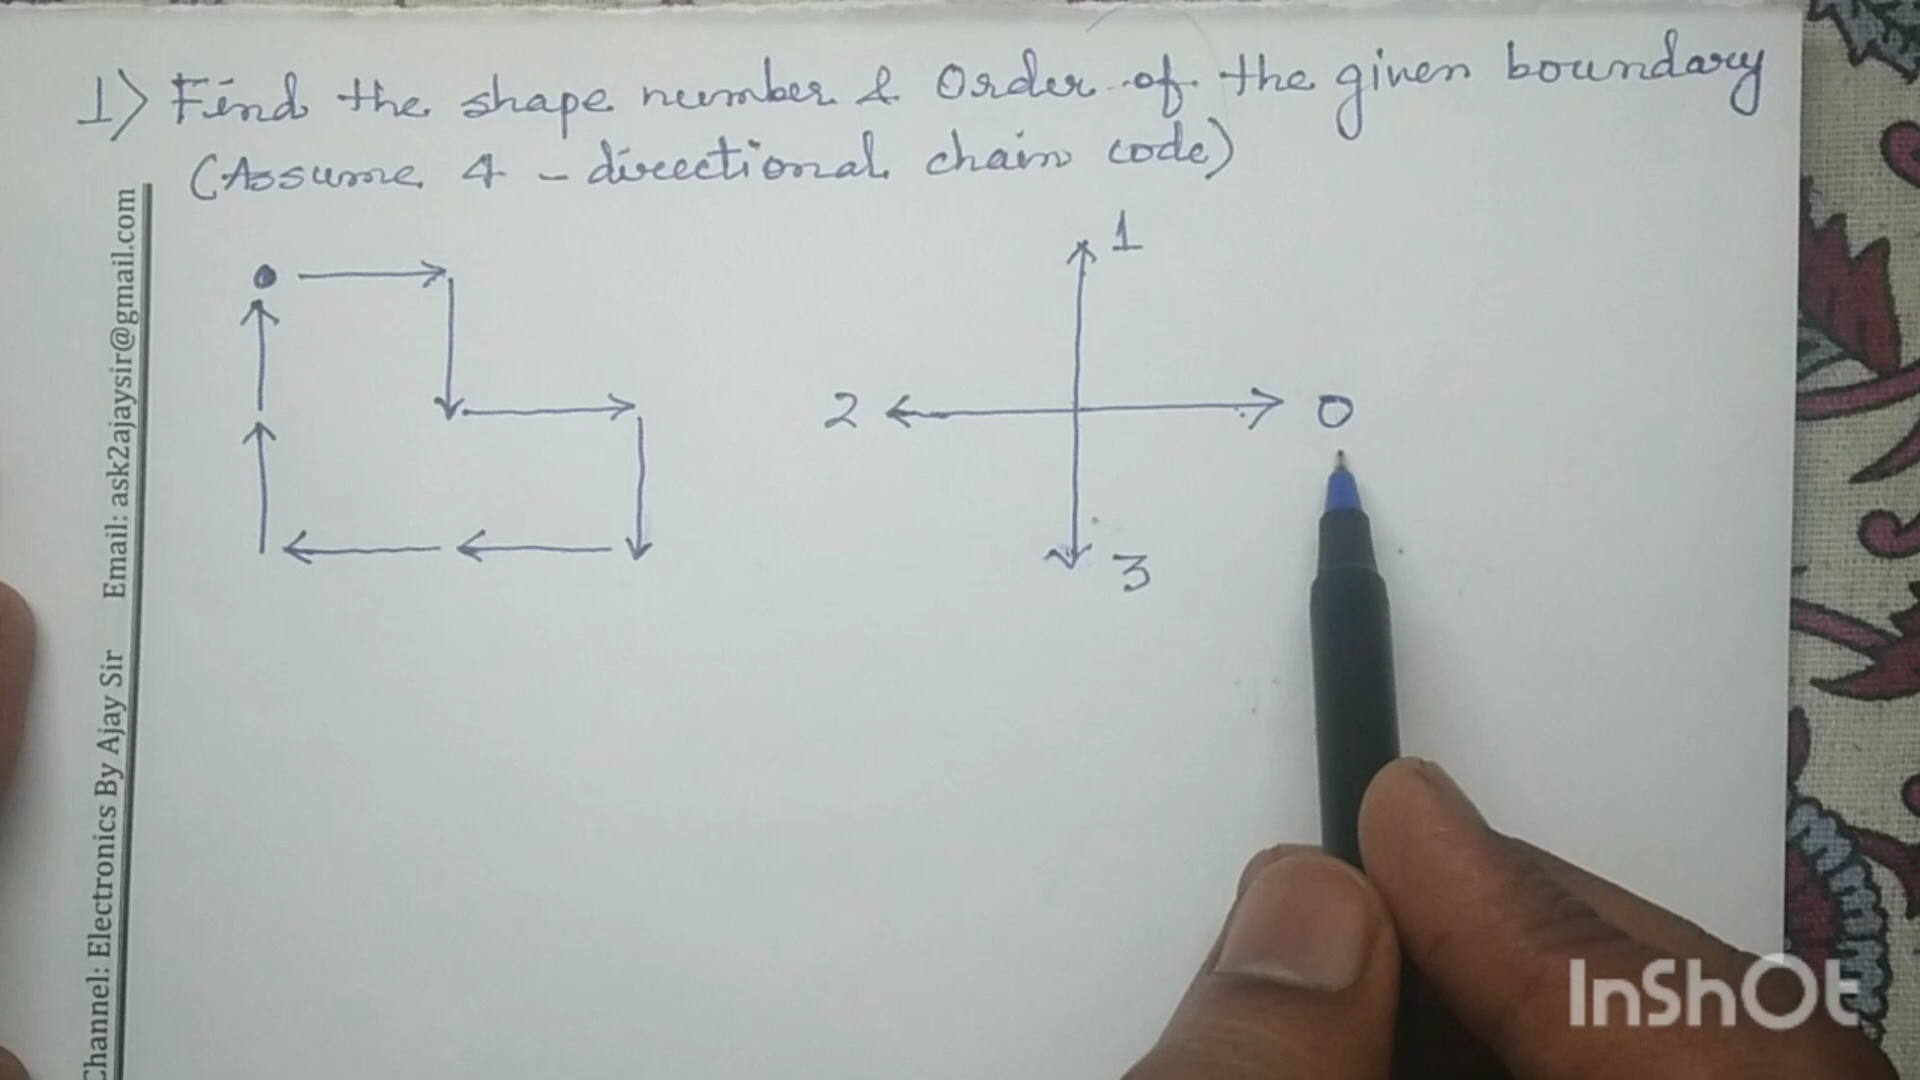 1) Find the shape number & Order of the given boundary
(Assume 4 - directional chain code)
1
2
0
3
Channel: Electronics By Ajay Sir Email: ask2ajaysir@gmail.com
InShOt